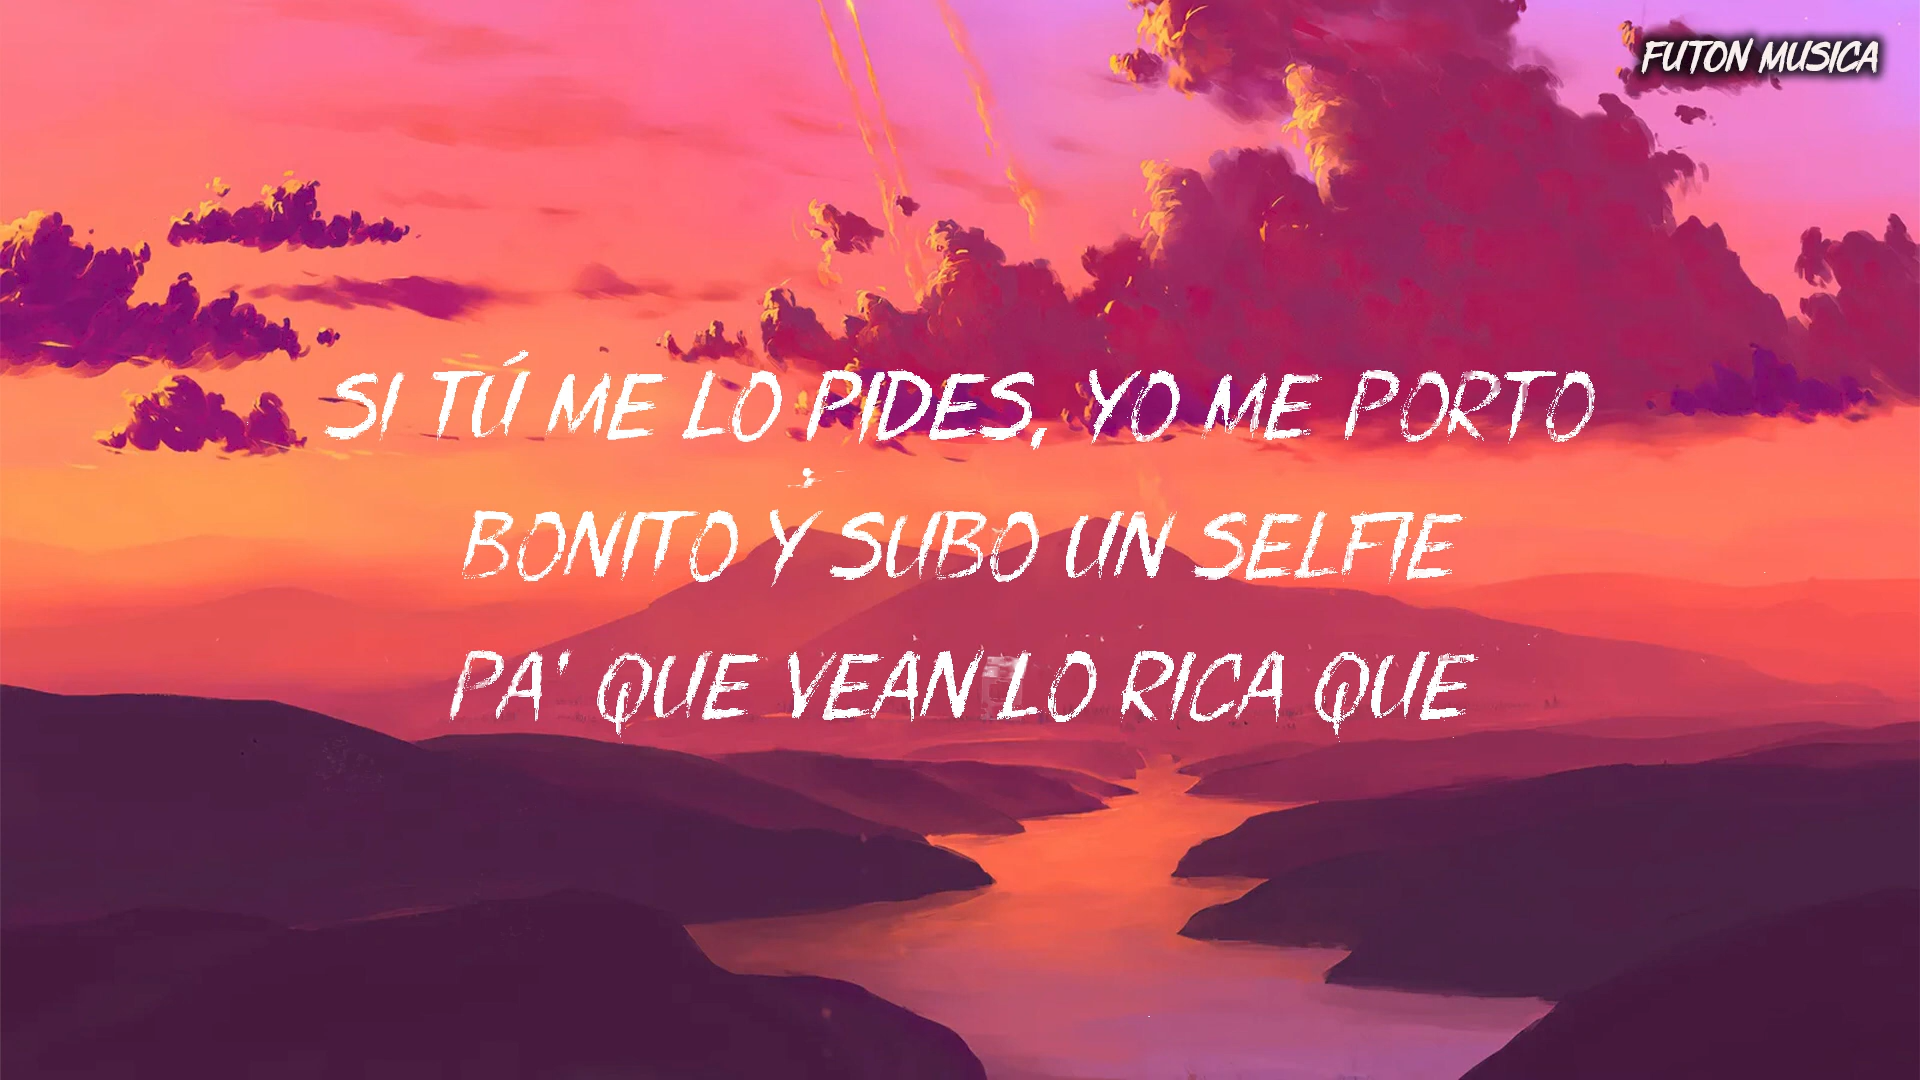 FUTON MUSICA
SI TÚ ME LO PIDES, YO ME PORTO
BONITO Y SUBO UN SELFIE
PA' QUE VEAN LO RICA QUE